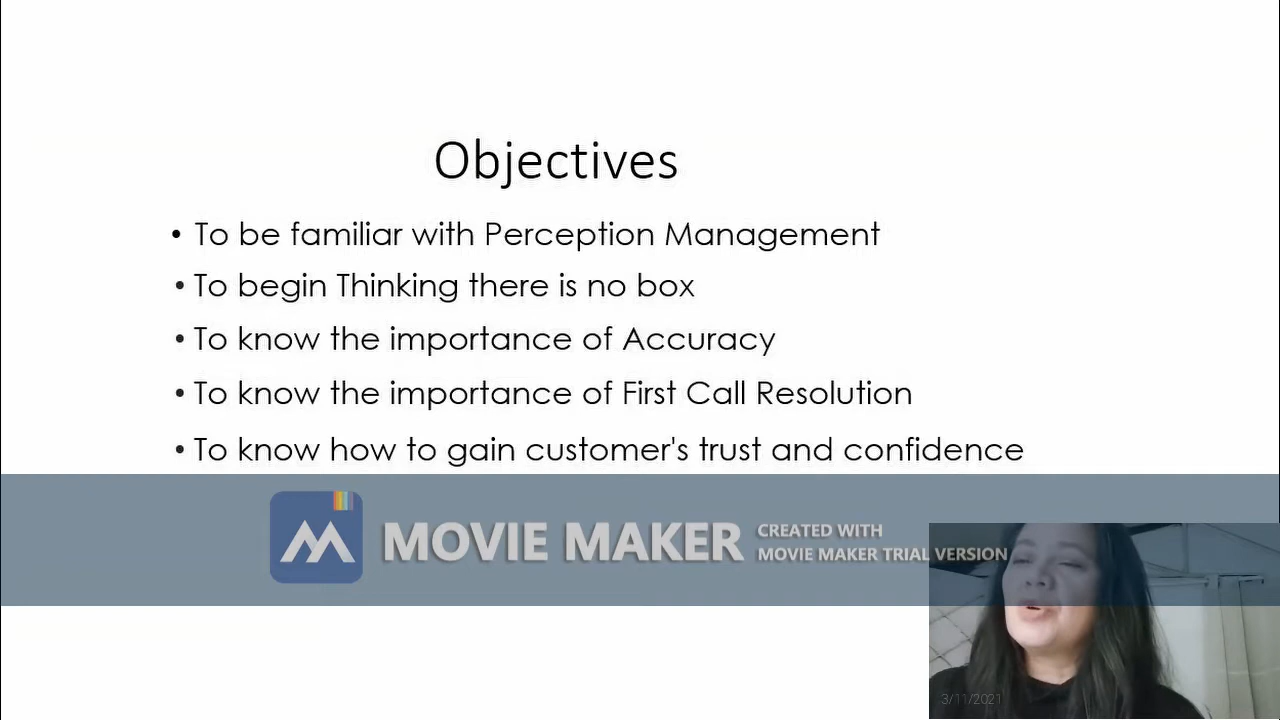 Objectives
• To be familiar with Perception Management
• To begin Thinking there is no box
• To know the importance of Accuracy
• To know the importance of First Call Resolution
• To know how to gain customer's trust and confidence
MOVIE MAKER
CREATED WITH
MOVIE MAKER TRIAL VERSION
3/11/2021